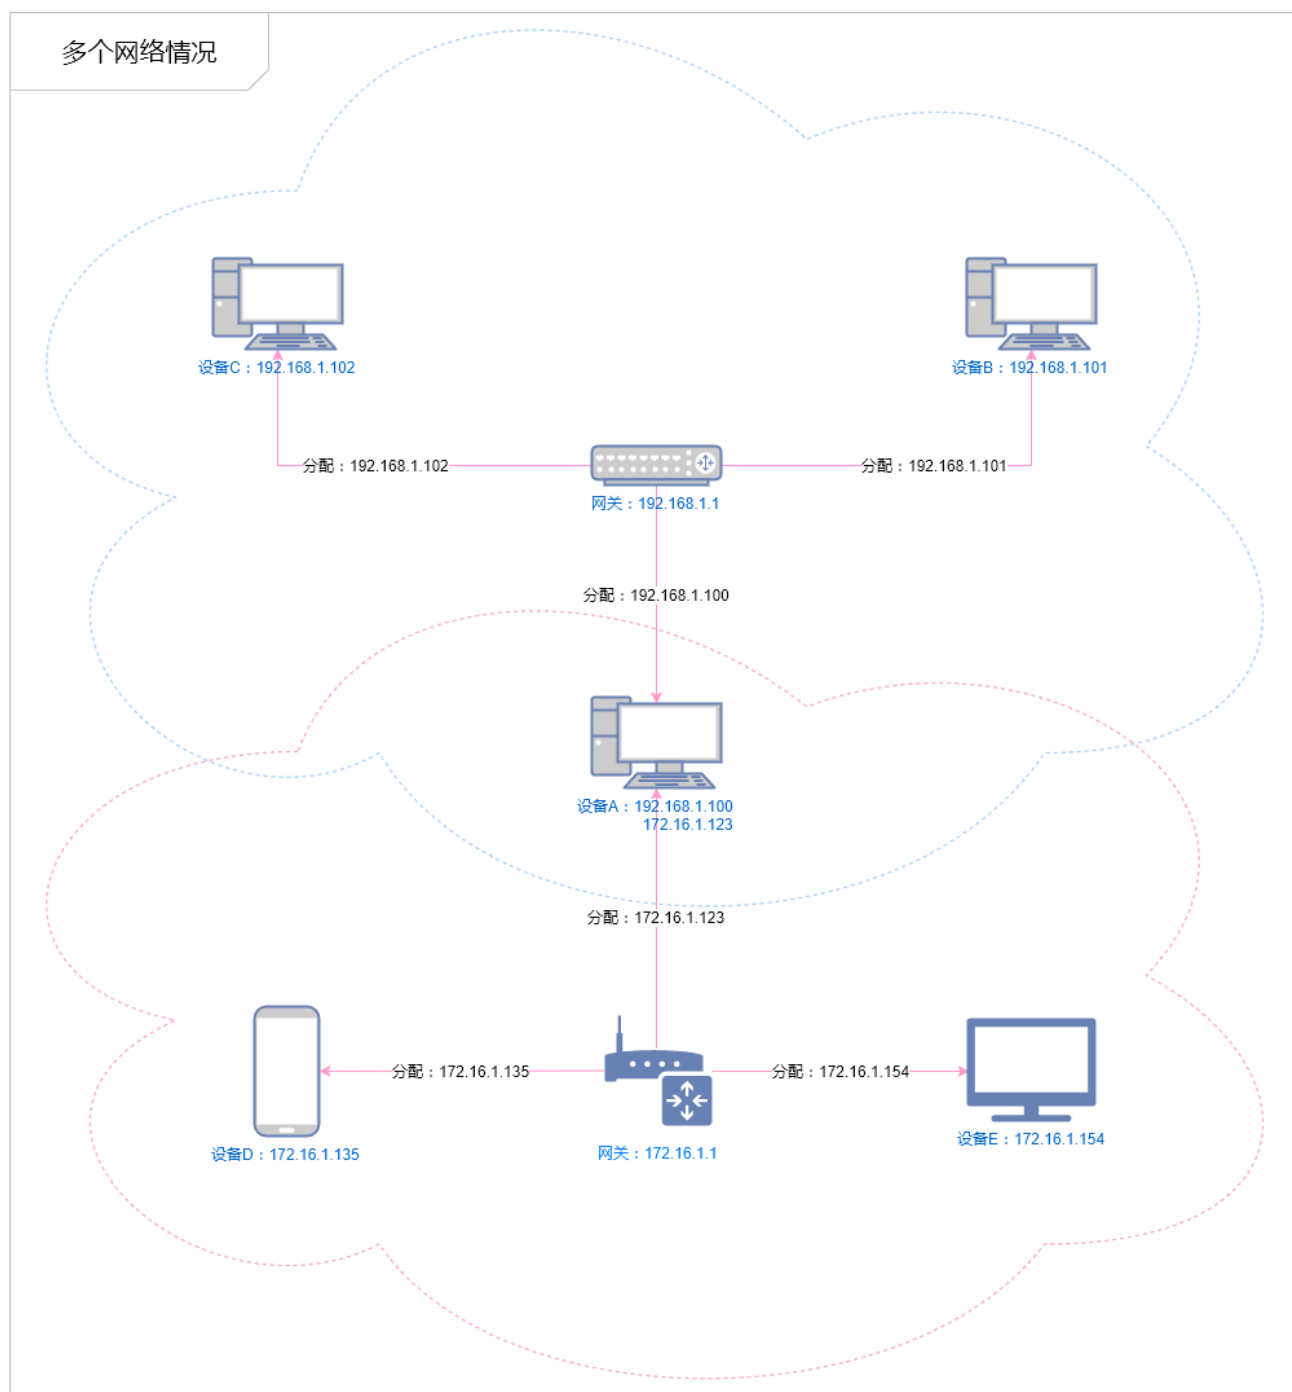 多个网络情况
设备C：192.168.1.102
设备B：192.168.1.101
分配：192.168.1.102
分配：192.168.1.101
网关：192.168.1.1
分配：192.168.1.100
设备A：192.168.1.100
172.16.1.123
分配：172.16.1.123
分配：172.16.1.135
分配：172.16.1.154
设备D：172.16.1.135
网关：172.16.1.1
设备E：172.16.1.154